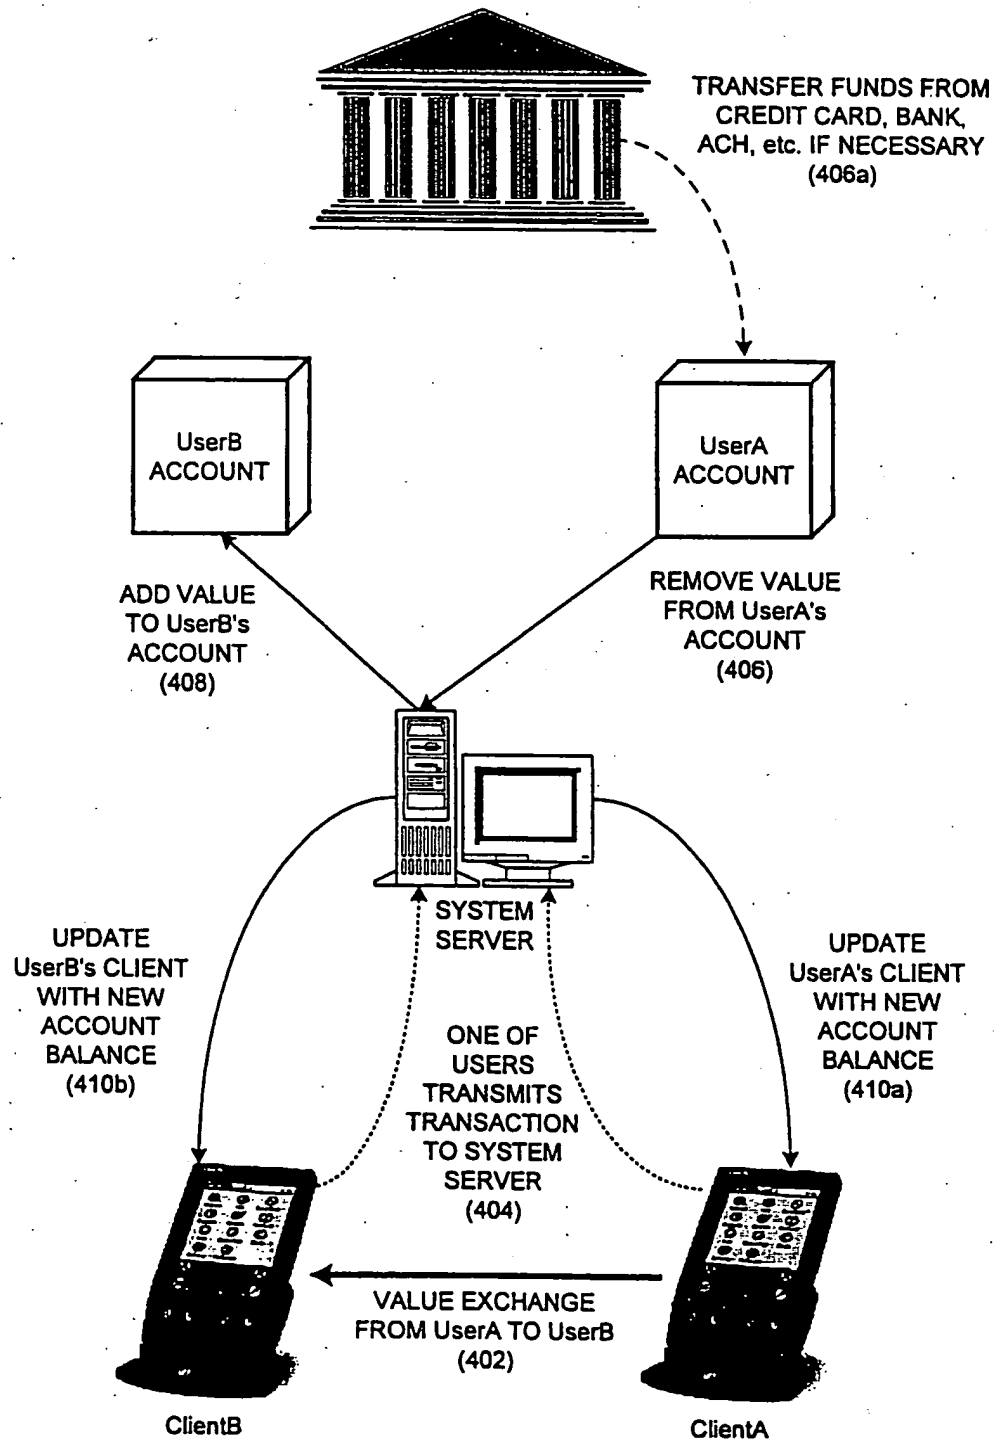 TRANSFER FUNDS FROM
CREDIT CARD, BANK,
ACH, etc. IF NECESSARY
(406a)
UserB
ACCOUNT
UserA
ACCOUNT
ADD VALUE
TO UserB's
ACCOUNT
(408)
REMOVE VALUE
FROM UserA's
ACCOUNT
(406)
SYSTEM
SERVER
UPDATE
UserB's CLIENT
WITH NEW
ACCOUNT
BALANCE
(410b)
ONE OF
USERS
TRANSMITS
TRANSACTION
TO SYSTEM
SERVER
(404)
UPDATE
UserA's CLIENT
WITH NEW
ACCOUNT
BALANCE
(410a)
VALUE EXCHANGE
FROM UserA TO UserB
(402)
ClientB
ClientA